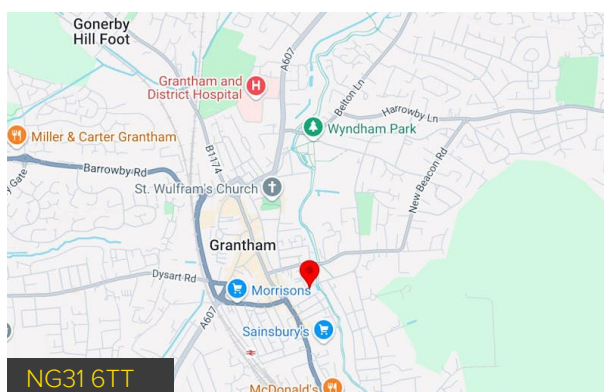 Gonerby
Hill Foot
A607
Grantham and
District Hospital
H
Belton Ln
Harrowby Ln
Wyndham Park
Miller & Carter Grantham
B1174
Barrowby Rd
New Beacon Rd
Gate
St. Wulfram's Church
Grantham
Dysart Rd
Morrisons
A607
Sainsbury's
NG31 6TT
McDonald's